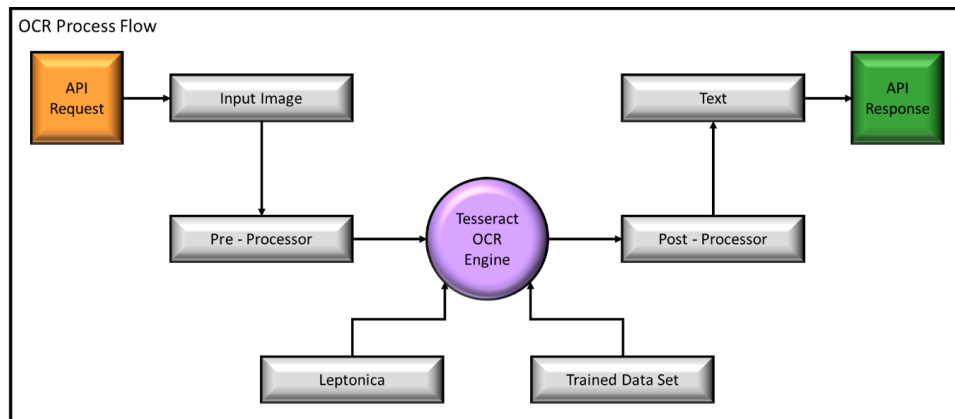 OCR Process Flow
API
Request
Input Image
Text
API
Response
Pre - Processor
Tesseract
OCR
Engine
Post - Processor
Leptonica
Trained Data Set